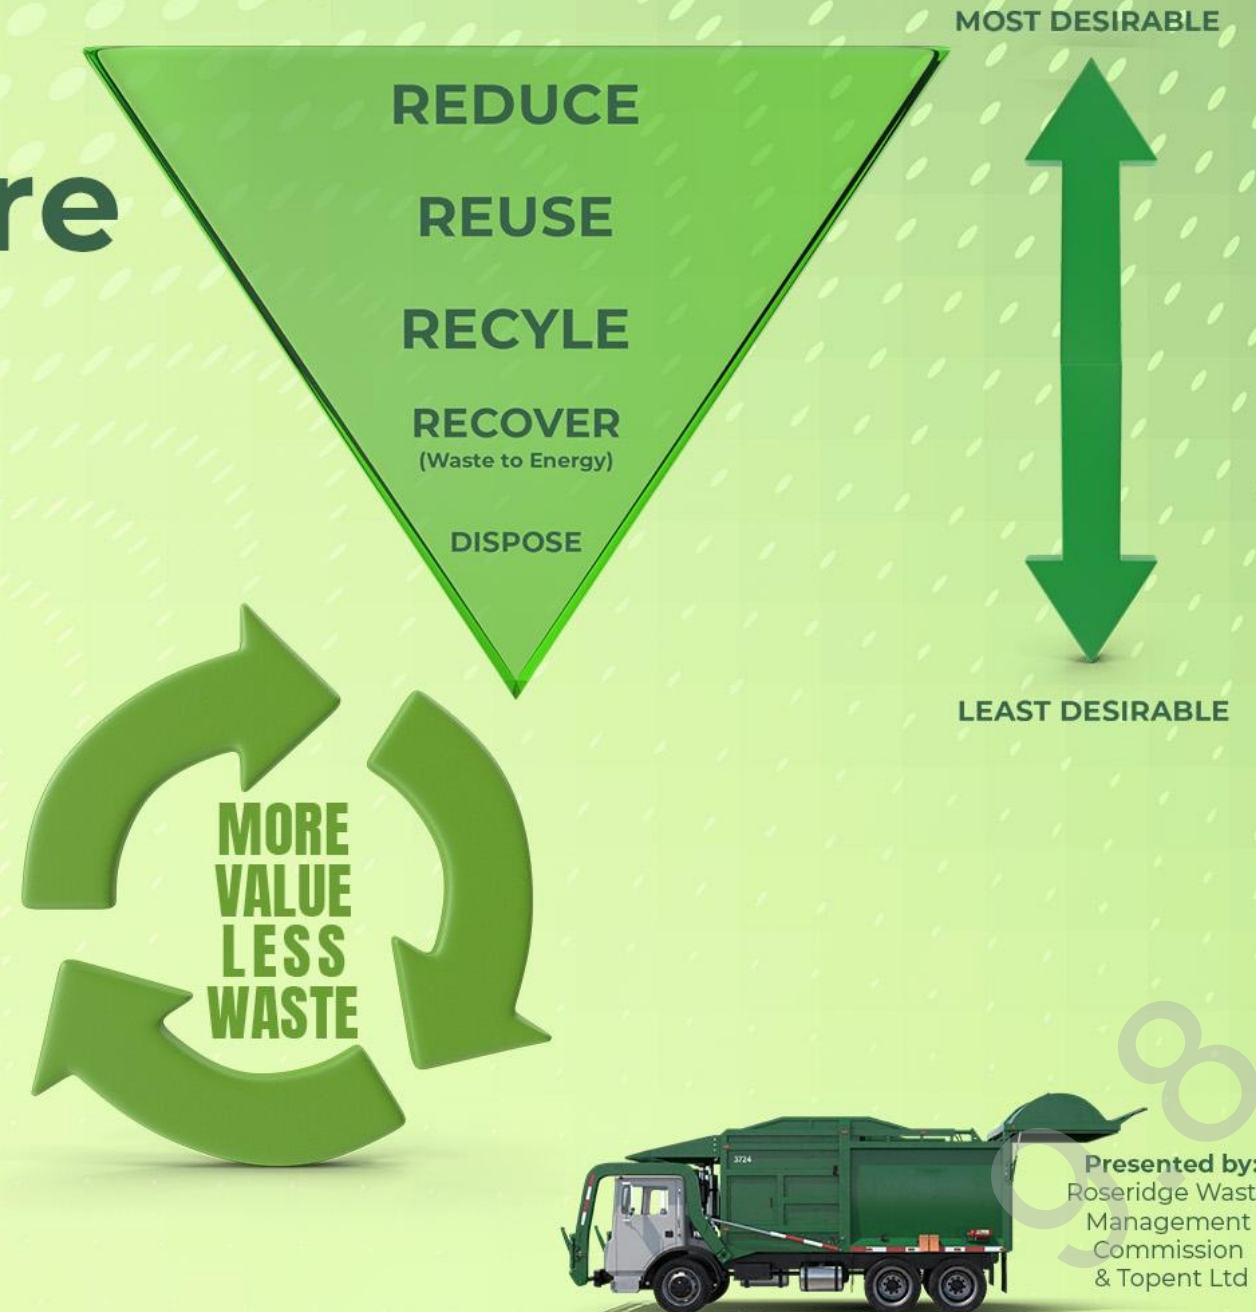 MOST DESIRABLE
REDUCE
re
REUSE
RECYLE
RECOVER
(Waste to Energy)
DISPOSE
LEAST DESIRABLE
MORE
VALUE
LESS
WASTE
3724
Presented by:
Roseridge Wast
Management
Commission
& Topent Ltd